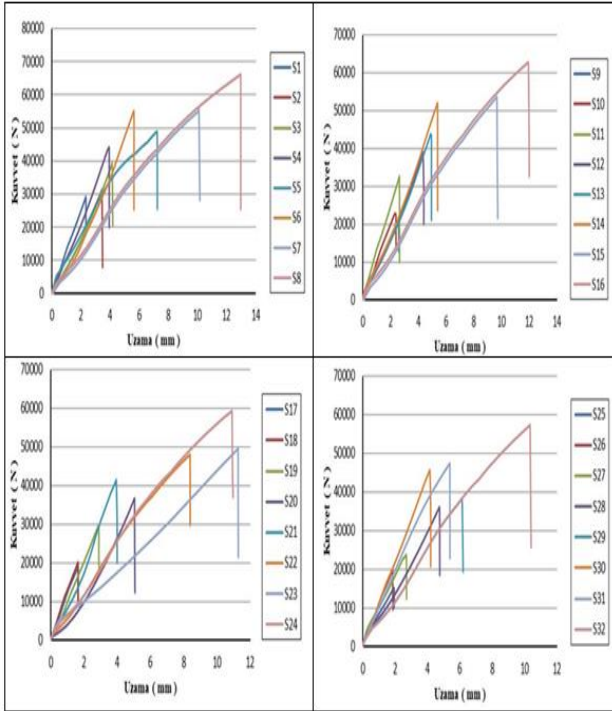 80000
70000
60000
50000
40000
30000
20000
10000
0
Kuvvet ( N )
0 2 4 6 8 10 12 14
Uzama ( mm )
S1
S2
S3
S4
S5
S6
S7
S8
70000
60000
50000
40000
30000
20000
10000
0
Kuvvet ( N )
0 2 4 6 8 10 12 14
Uzama ( mm )
S9
S10
S11
S12
S13
S14
S15
S16
70000
60000
50000
40000
30000
20000
10000
0
Kuvvet ( N )
0 2 4 6 8 10 12
Uzama ( mm )
S17
S18
S19
S20
S21
S22
S23
S24
70000
60000
50000
40000
30000
20000
10000
0
Kuvvet ( N )
0 2 4 6 8 10 12
Uzama ( mm )
S25
S26
S27
S28
S29
S30
S31
S32